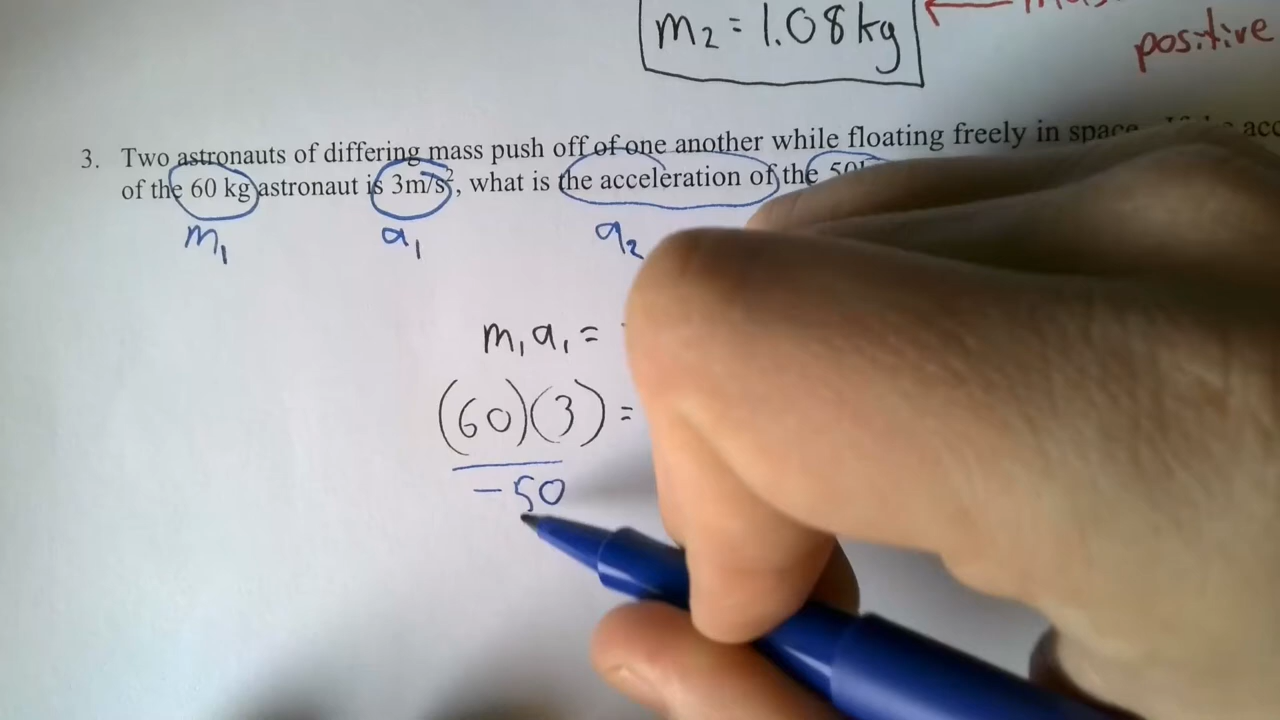 m₂ = 1.08 kg
positive
3. Two astronauts of differing mass push off of one another while floating freely in space.
of the 60 kg astronaut is 3m/s², what is the acceleration of the
m₁ a₁ a₂
m₁a₁ =
(60)(3) =
-50